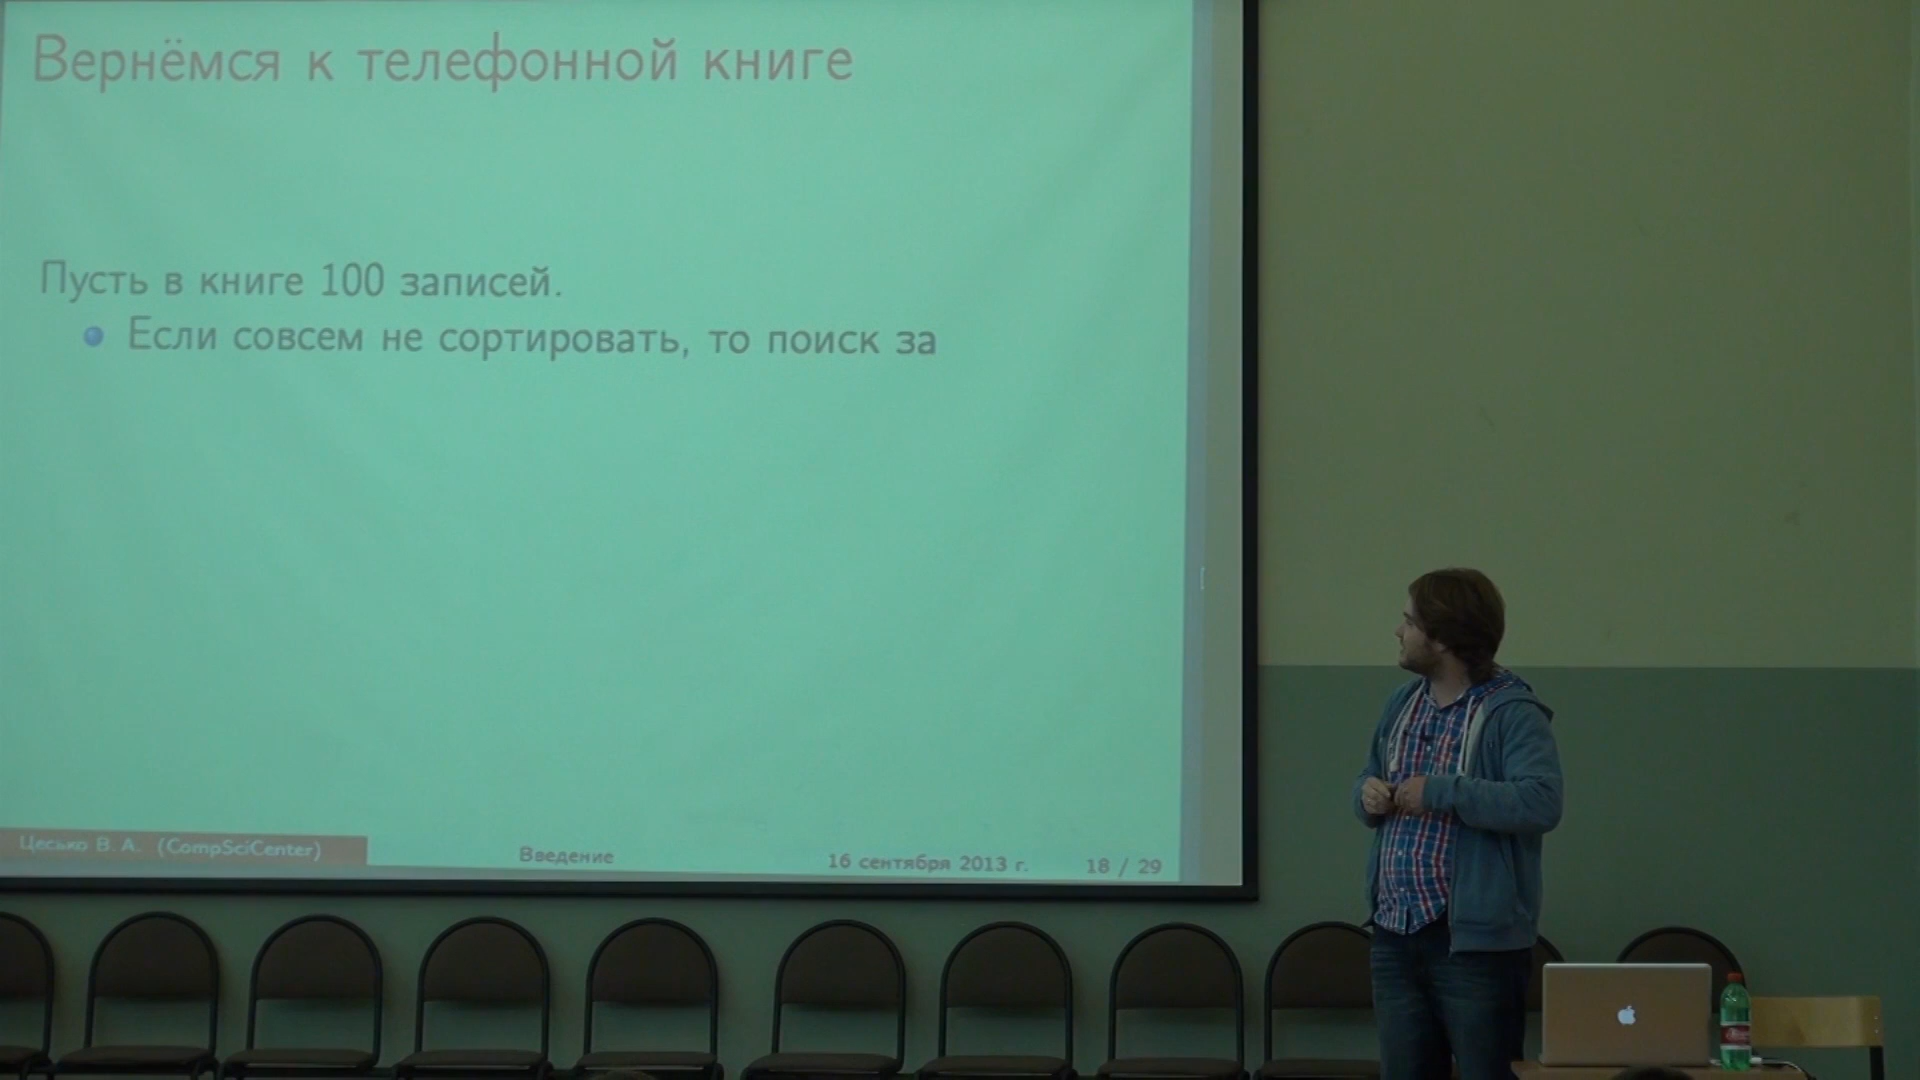 Вернёмся к телефонной книге
Пусть в книге 100 записей.
Если совсем не сортировать, то поиск за
Цесько В. А. (CompSciCenter)
Введение
16 сентября 2013 г.
18 / 29